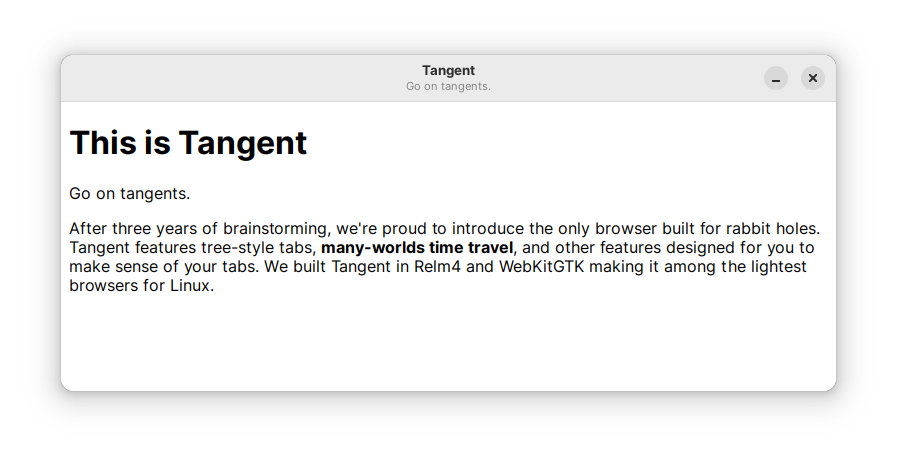 Tangent
Go on tangents.
This is Tangent
Go on tangents.
After three years of brainstorming, we're proud to introduce the only browser built for rabbit holes.
Tangent features tree-style tabs, many-worlds time travel, and other features designed for you to
make sense of your tabs. We built Tangent in Relm4 and WebKitGTK making it among the lightest
browsers for Linux.